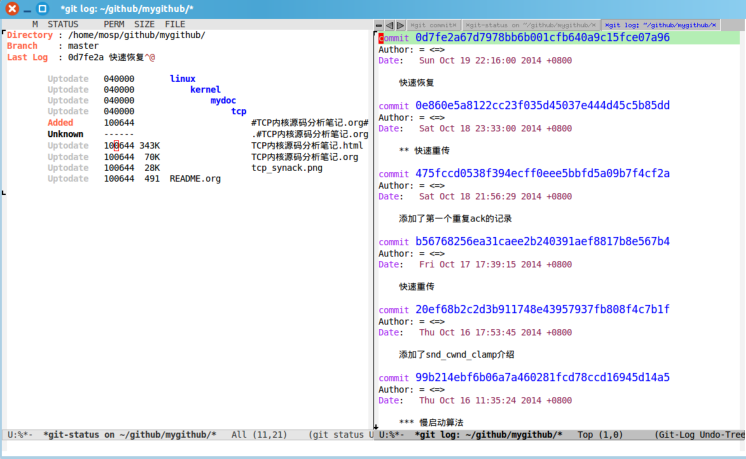 *git log: ~/github/mygithub/*
M STATUS PERM SIZE FILE
Directory : /home/mosp/github/mygithub/
Branch : master
Last Log : 0d7fe2a 快速恢复^@
Uptodate 040000 linux
Uptodate 040000 kernel
Uptodate 040000 mydoc
Uptodate 040000 tcp
Added 100644 #TCP内核源码分析笔记.org#
Unknown ------ .#TCP内核源码分析笔记.org
Uptodate 100644 343K TCP内核源码分析笔记.html
Uptodate 100644 70K TCP内核源码分析笔记.org
Uptodate 100644 28K tcp_synack.png
Uptodate 100644 491 README.org
U:%*- *git-status on ~/github/mygithub/* All (11,21) (git status U
*git commit* *git-status on ~/github/mygithub/* *git log: ~/github/mygithub/*
commit 0d7fe2a67d7978bb6b001cfb640a9c15fce07a96
Author: = <=>
Date: Sun Oct 19 22:16:00 2014 +0800
快速恢复
commit 0e860e5a8122cc23f035d45037e444d45c5b85dd
Author: = <=>
Date: Sat Oct 18 23:33:00 2014 +0800
** 快速重传
commit 475fccd0538f394ecff0eee5bbfd5a09b7f4cf2a
Author: = <=>
Date: Sat Oct 18 21:56:29 2014 +0800
添加了第一个重复ack的记录
commit b56768256ea31caee2b240391aef8817b8e567b4
Author: = <=>
Date: Fri Oct 17 17:39:15 2014 +0800
快速重传
commit 20ef68b2c2d3b911748e43957937fb808f4c7b1f
Author: = <=>
Date: Thu Oct 16 17:53:45 2014 +0800
添加了snd_cwnd_clamp介绍
commit 99b214ebf6b06a7a460281fcd78ccd16945d14a5
Author: = <=>
Date: Thu Oct 16 11:35:24 2014 +0800
*** 慢启动算法
U:%*- *git log: ~/github/mygithub/* Top (1,0) (Git-Log Undo-Tree